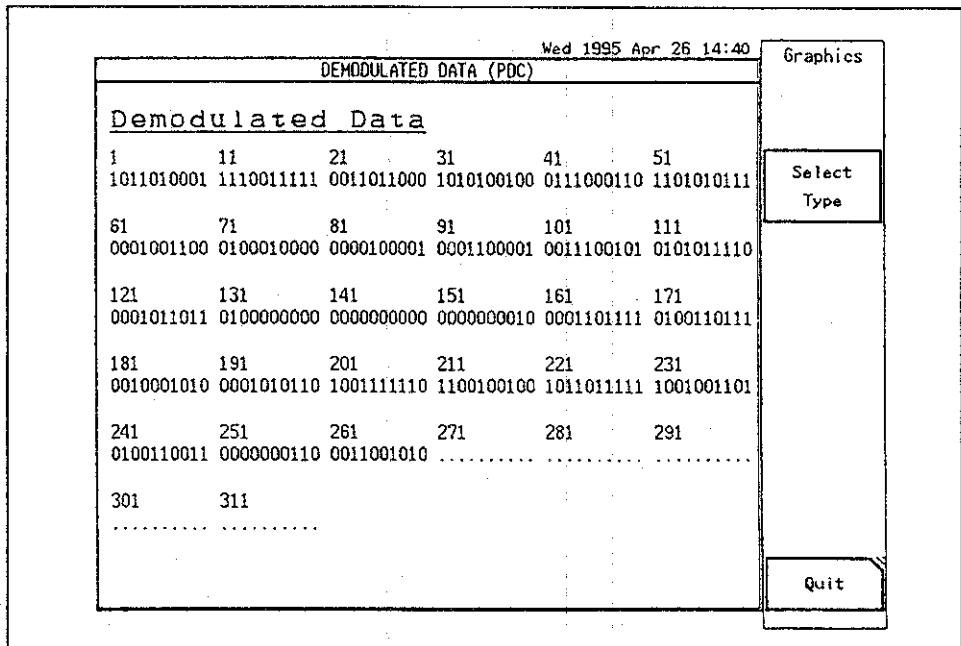 Wed 1995 Apr 26 14:40
DEMODULATED DATA (PDC)
Demodulated Data
1 11 21 31 41 51
1011010001 1110011111 0011011000 1010100100 0111000110 1101010111
61 71 81 91 101 111
0001001100 0100010000 0000100001 0001100001 0011100101 0101011110
121 131 141 151 161 171
0001011011 0100000000 0000000000 0000000010 0001101111 0100110111
181 191 201 211 221 231
0010001010 0001010110 1001111110 1100100100 1011011111 1001001101
241 251 261 271 281 291
0100110011 0000000110 0011001010 .......... .......... ..........
301 311
.......... ..........
Graphics
Select
Type
Quit